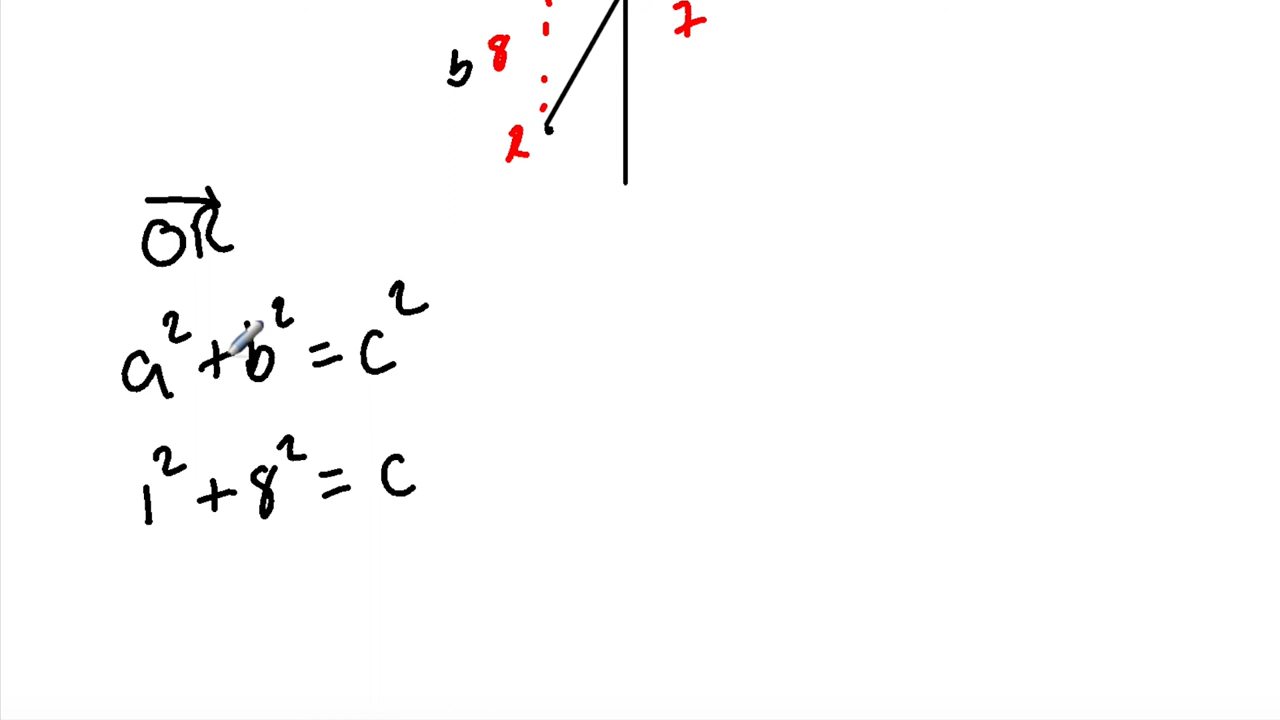 7
b 8
2
OR
a² + b² = c²
1² + 8² = c